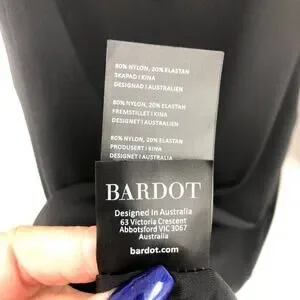 80% NYLON, 20% ELASTAN
SKAPAD I KINA
DESIGNAD I AUSTRALIEN
80% NYLON, 20% ELASTAN
FREMSTILLET I KINA
DESIGNET I AUSTRALIEN
80% NYLON, 20% ELASTAN
PRODUSERT I KINA
DESIGNET I AUSTRALIA
BARDOT
Designed In Australia
63 Victoria Crescent
Abbotsford VIC 3067
Australia
bardot.com